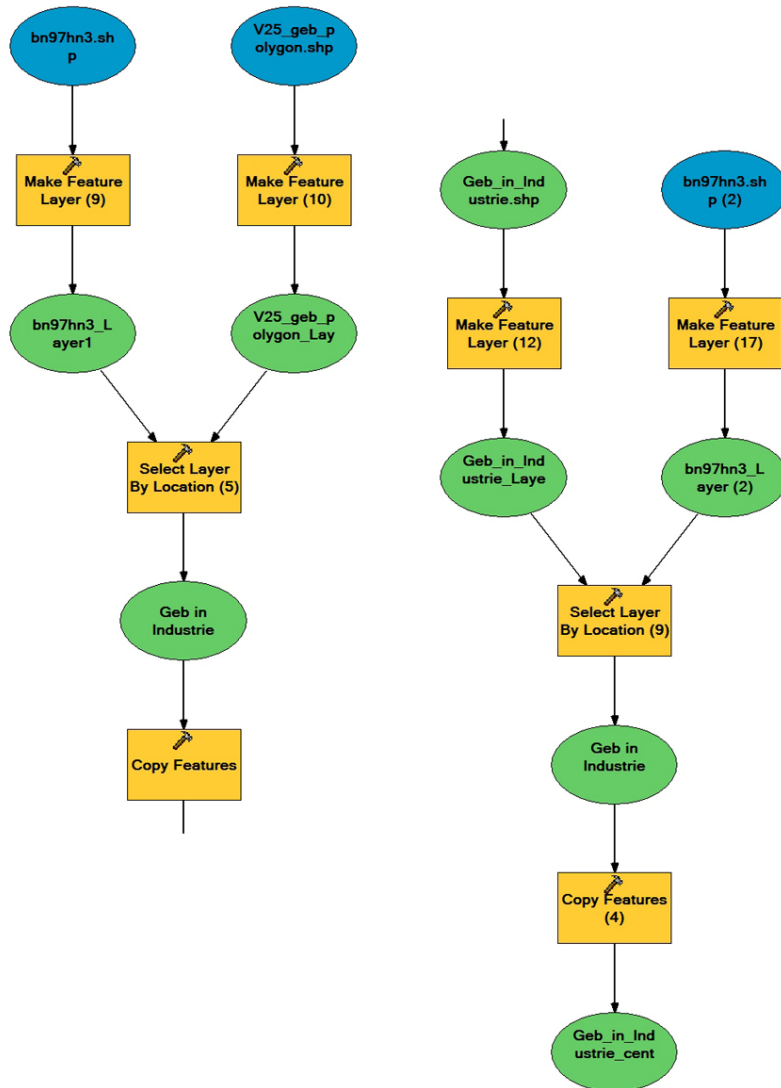 bn97hn3.sh
p
V25_geb_p
olygon.shp
Make Feature
Layer (9)
Make Feature
Layer (10)
bn97hn3_L
ayer1
V25_geb_p
olygon_Lay
Select Layer
By Location (5)
Geb in
Industrie
Copy Features
Geb_in_Ind
ustrie.shp
bn97hn3.sh
p (2)
Make Feature
Layer (12)
Make Feature
Layer (17)
Geb_in_Ind
ustrie_Laye
bn97hn3_L
ayer (2)
Select Layer
By Location (9)
Geb in
Industrie
Copy Features
(4)
Geb_in_Ind
ustrie_cent